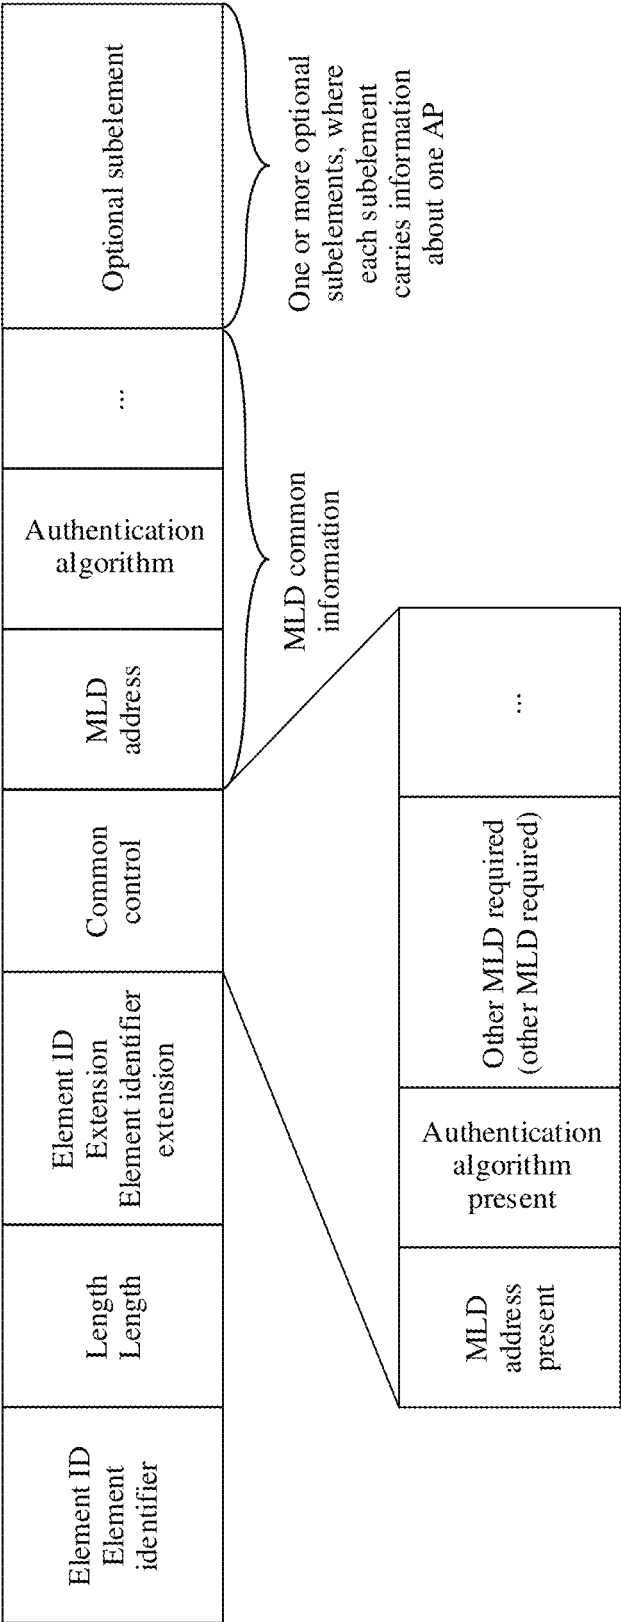 Element ID
Element
identifier
Length
Length
Element ID
Extension
Element identifier
extension
Common
control
MLD
address
Authentication
algorithm
...
Optional subelement
MLD common
information
One or more optional
subelements, where
each subelement
carries information
about one AP
MLD
address
present
Authentication
algorithm
present
Other MLD required
(other MLD required)
...